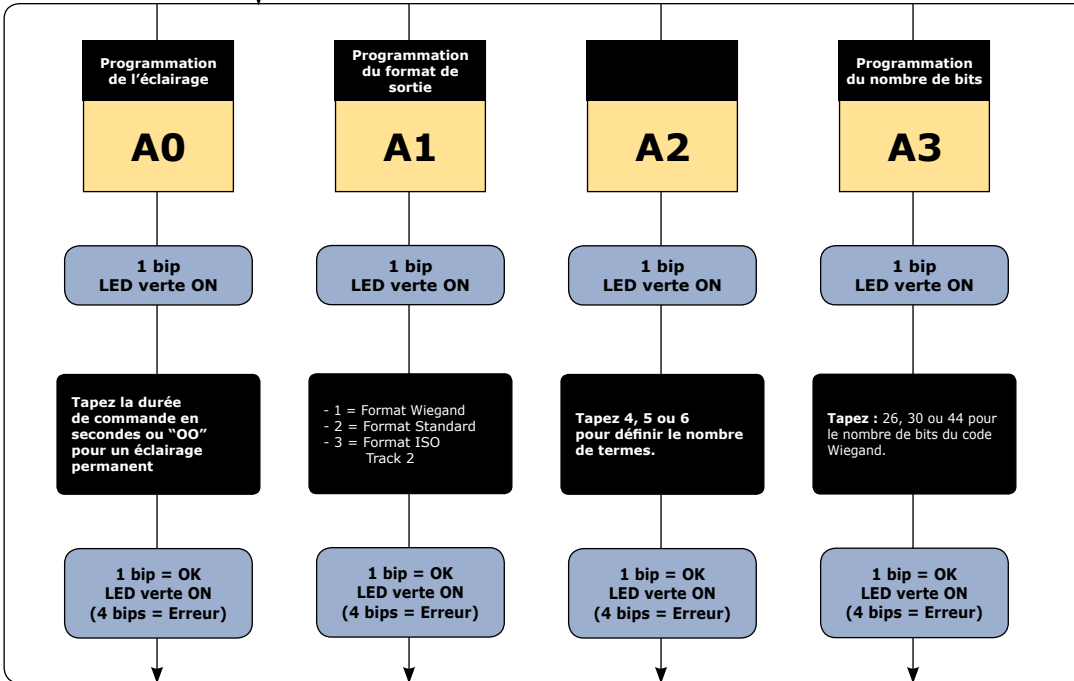 Programmation
de l'éclairage
A0
1 bip
LED verte ON
Tapez la durée
de commande en
secondes ou “OO”
pour un éclairage
permanent
1 bip = OK
LED verte ON
(4 bips = Erreur)
Programmation
du format de
sortie
A1
1 bip
LED verte ON
- 1 = Format Wiegand
- 2 = Format Standard
- 3 = Format ISO
Track 2
1 bip = OK
LED verte ON
(4 bips = Erreur)
A2
1 bip
LED verte ON
Tapez 4, 5 ou 6
pour définir le nombre
de termes.
1 bip = OK
LED verte ON
(4 bips = Erreur)
Programmation
du nombre de bits
A3
1 bip
LED verte ON
Tapez : 26, 30 ou 44 pour
le nombre de bits du code
Wiegand.
1 bip = OK
LED verte ON
(4 bips = Erreur)